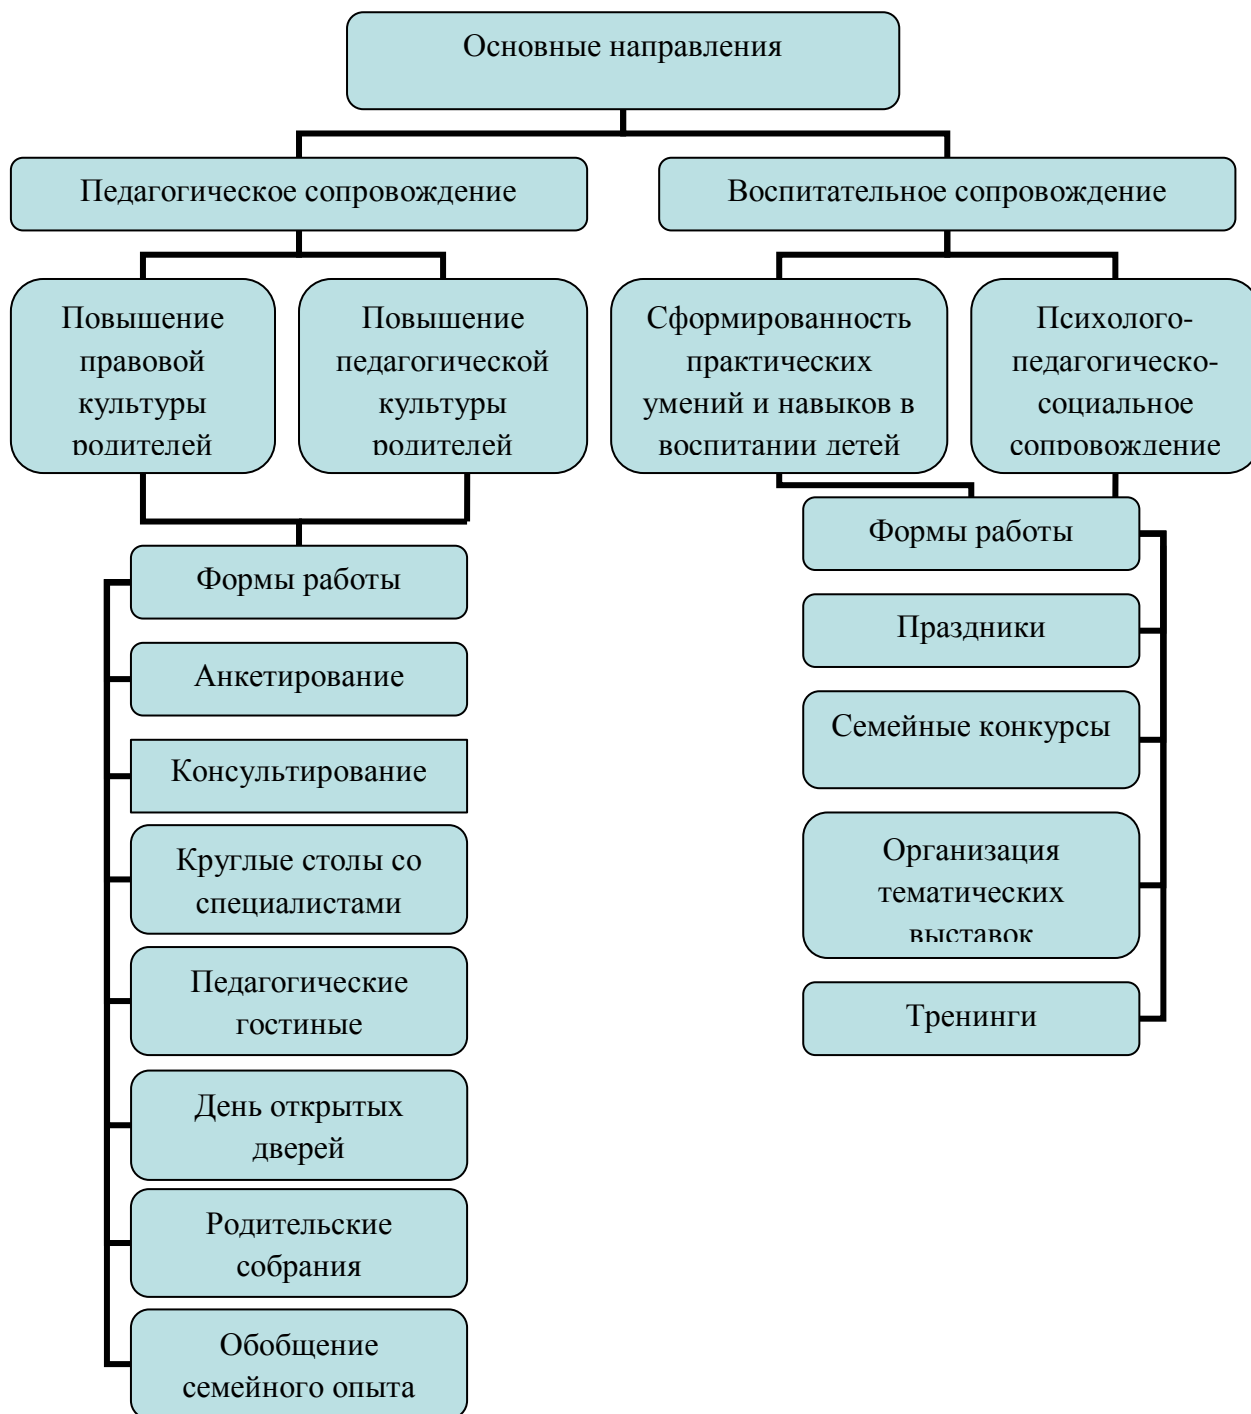 Основные направления
Педагогическое сопровождение
Воспитательное сопровождение
Повышение
правовой
культуры
родителей
Повышение
педагогической
культуры
родителей
Сформированность
практических
умений и навыков в
воспитании детей
Психолого-
педагогическо-
социальное
сопровождение
Формы работы
Анкетирование
Консультирование
Круглые столы со
специалистами
Педагогические
гостиные
День открытых
дверей
Родительские
собрания
Обобщение
семейного опыта
Формы работы
Праздники
Семейные конкурсы
Организация
тематических
выставок
Тренинги